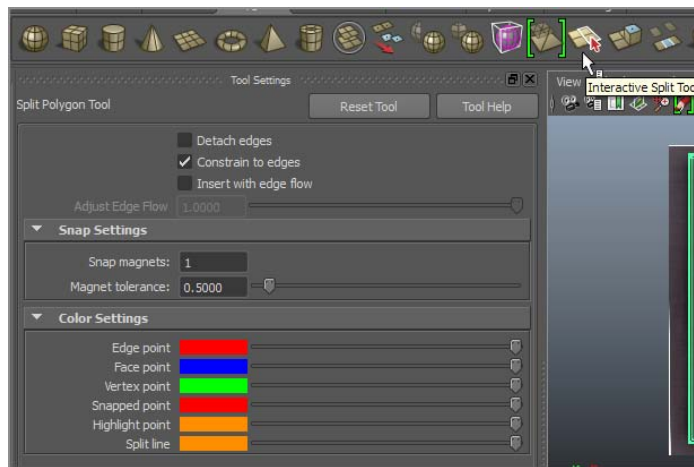 Tool Settings
View
Interactive Split Too
Split Polygon Tool
Reset Tool
Tool Help
Detach edges
Constrain to edges
Insert with edge flow
Adjust Edge Flow 1.0000
Snap Settings
Snap magnets: 1
Magnet tolerance: 0.5000
Color Settings
Edge point
Face point
Vertex point
Snapped point
Highlight point
Split line